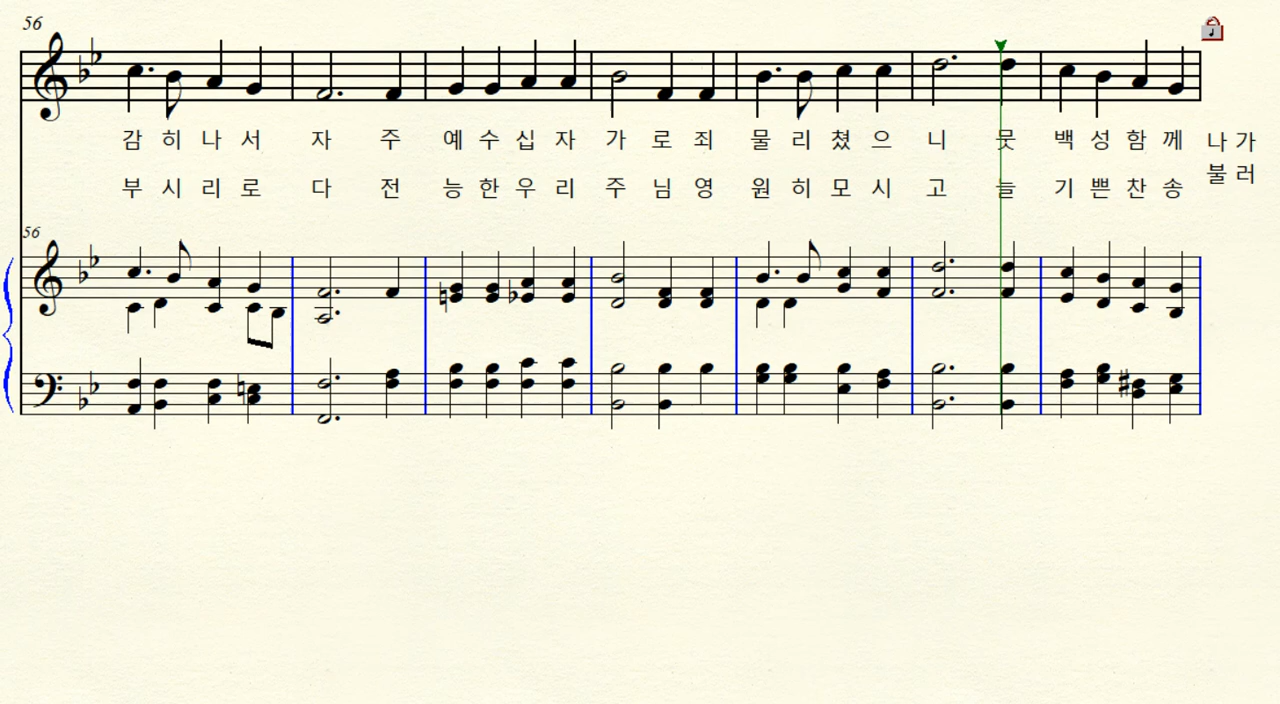 56
감 히 나 서 자 주 예 수 십 자 가 로 죄 물 리 쳤 으 니 뭇 백 성 함 께 나 가
부 시 리 로 다 전 능 한 우 리 주 님 영 원 히 모 시 고 늘 기 쁜 찬 송 불 러
56